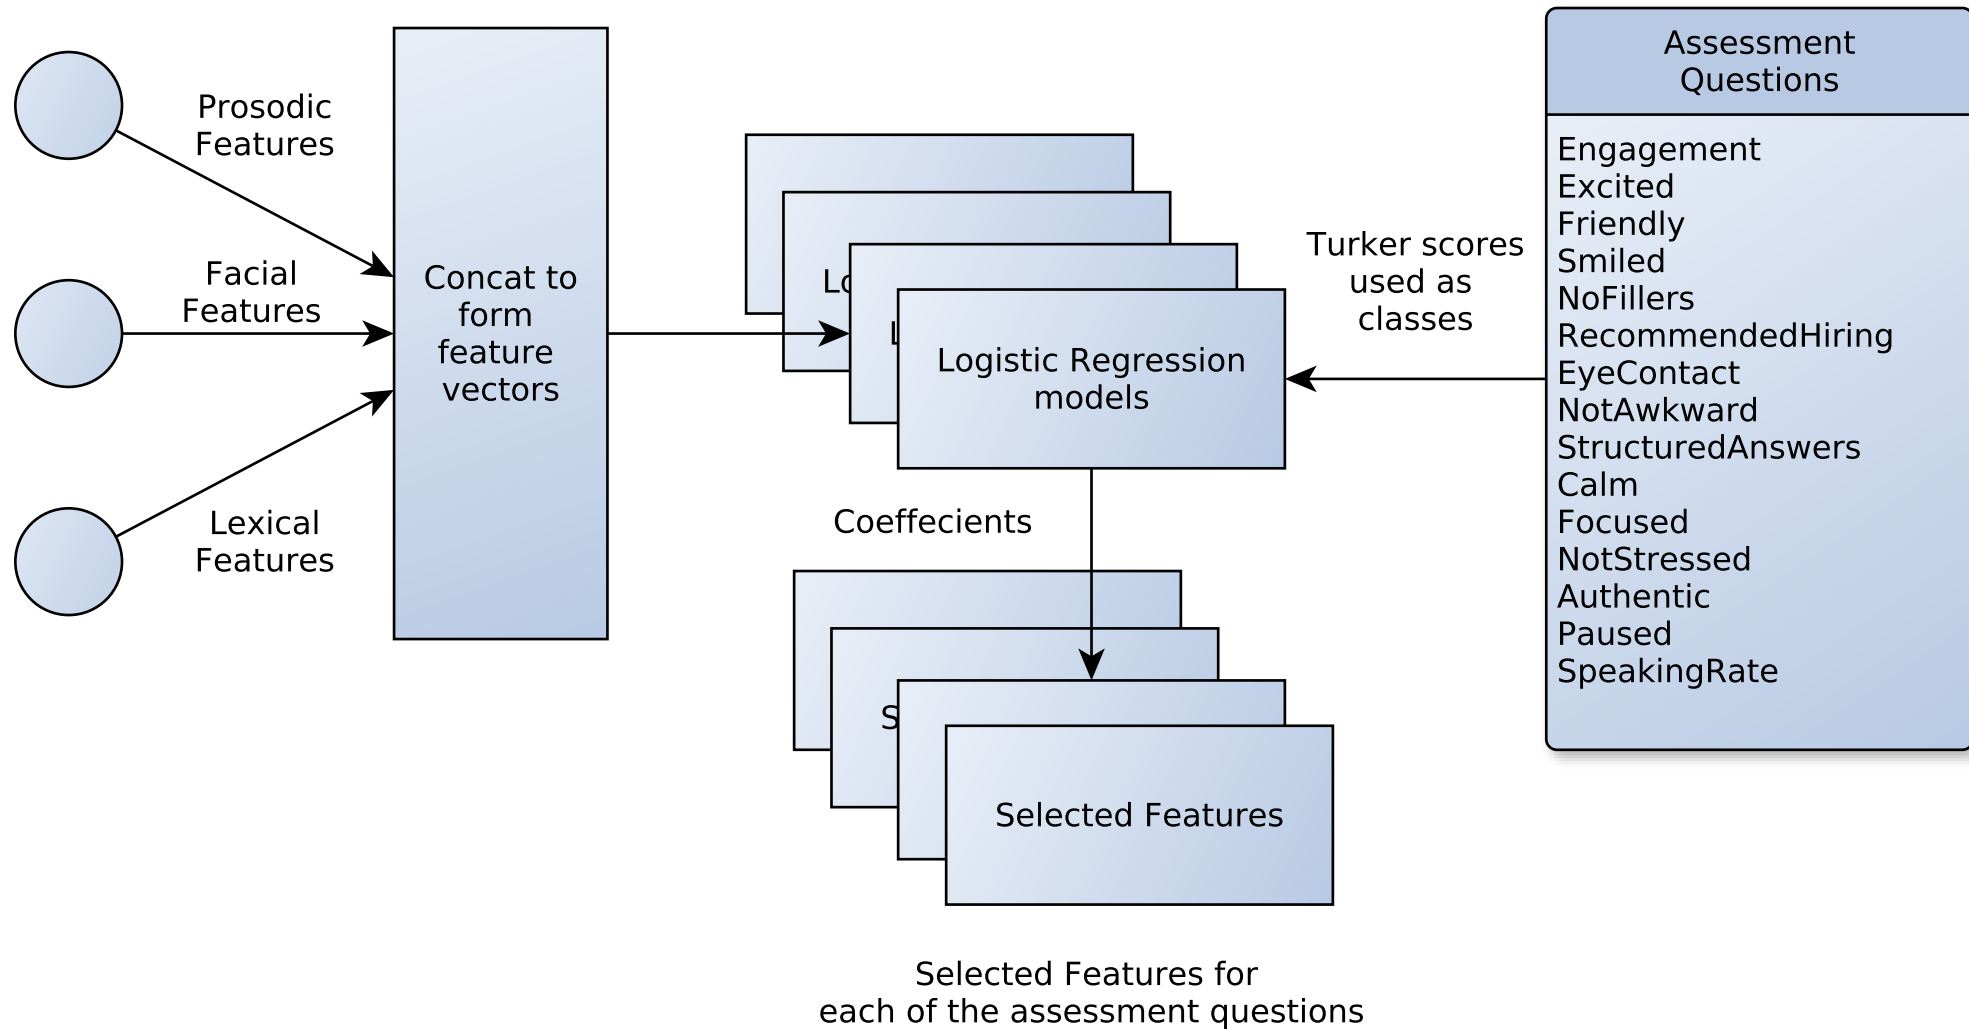 Prosodic
Features
Facial
Features
Lexical
Features
Concat to
form
feature
vectors
Lo
L
Logistic Regression
models
Turker scores
used as
classes
Coeffecients
S
Selected Features
Selected Features for
each of the assessment questions
Assessment
Questions
Engagement
Excited
Friendly
Smiled
NoFillers
RecommendedHiring
EyeContact
NotAwkward
StructuredAnswers
Calm
Focused
NotStressed
Authentic
Paused
SpeakingRate